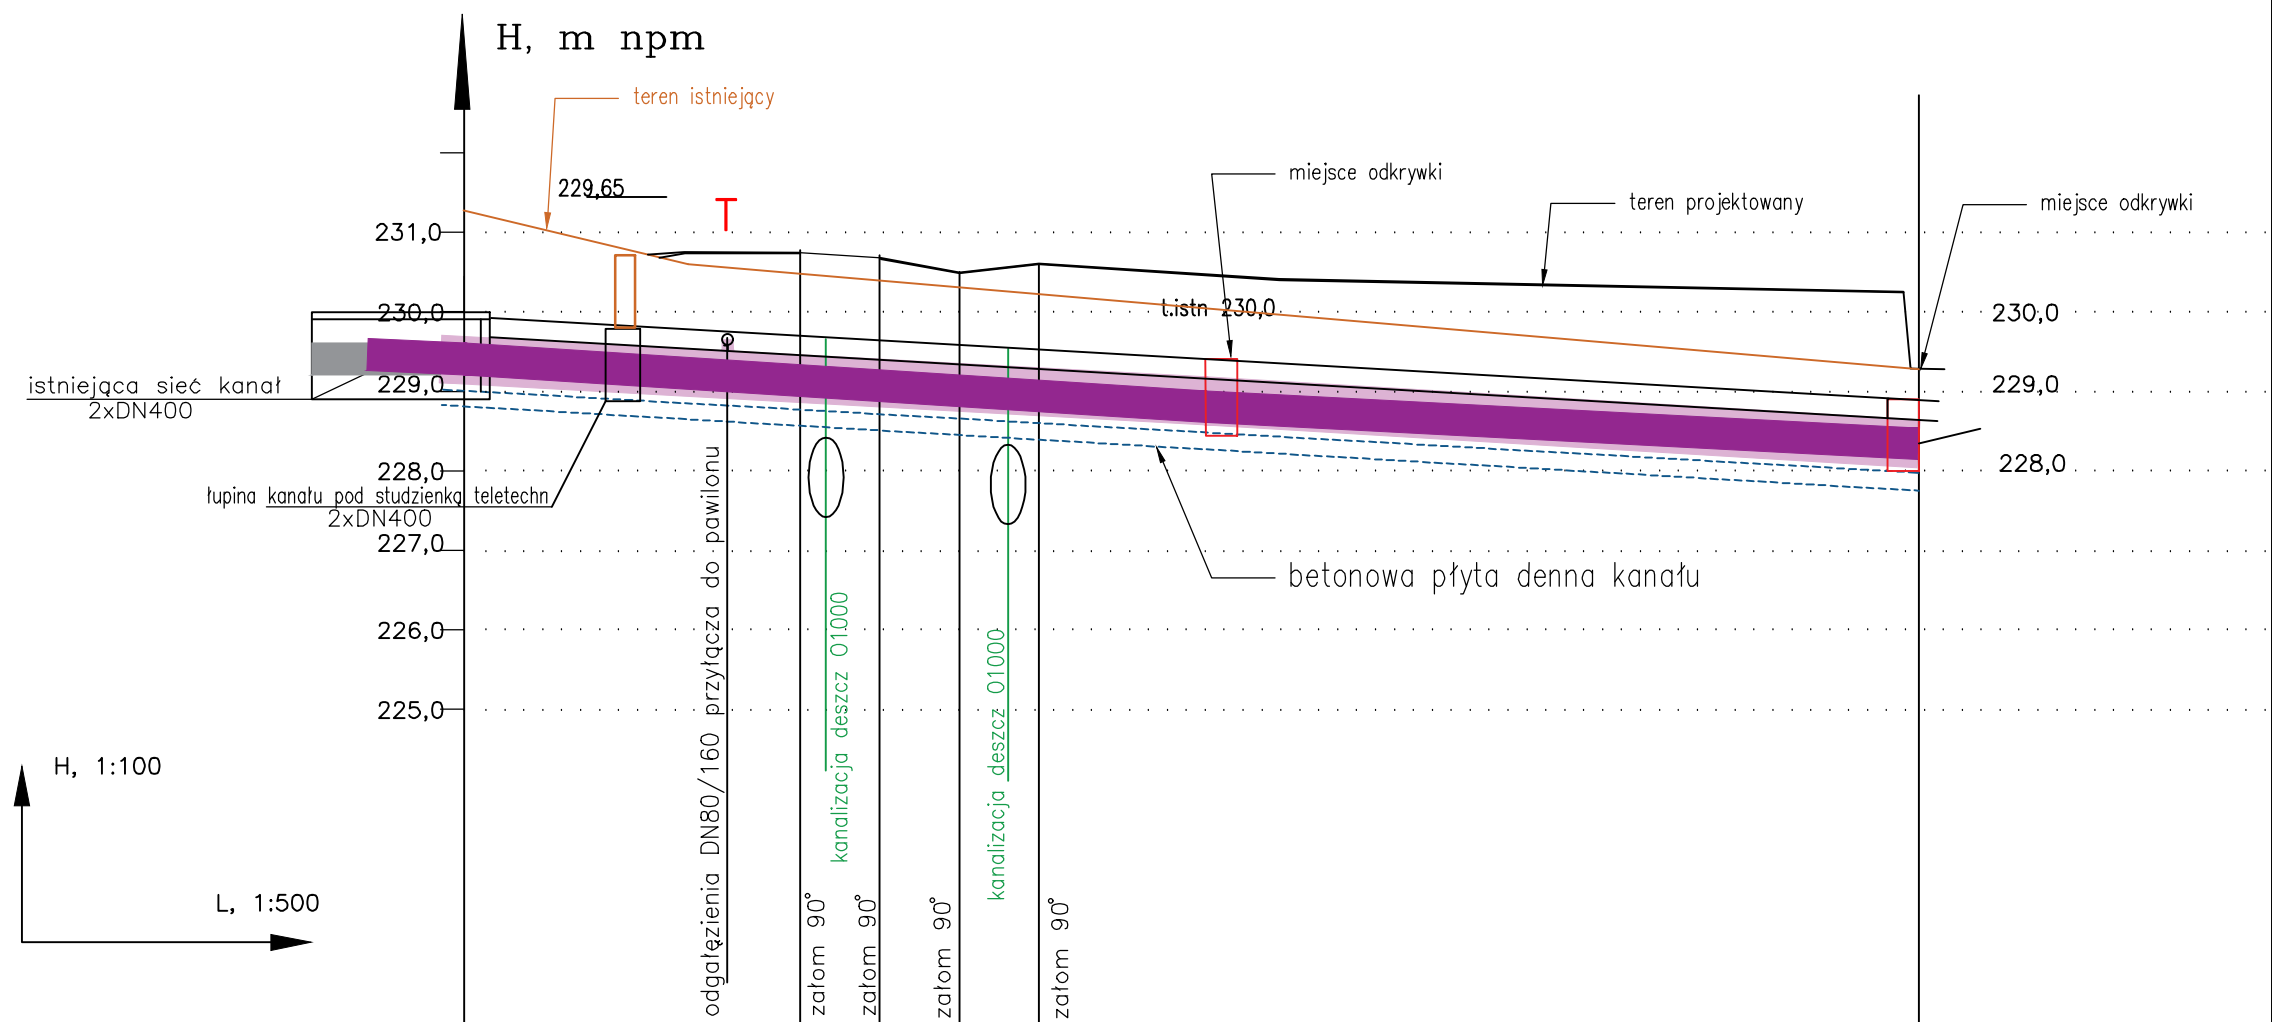 H, m npm
teren istniejący
miejsce odkrywki
229,65
teren projektowany
miejsce odkrywki
T
231,0
t.istn 230,0
230,0
230,0
istniejąca sieć kanał
2xDN400
229,0
229,0
228,0
228,0
łupina kanału pod studzienką teletechn
2xDN400
227,0
betonowa płyta denna kanału
226,0
225,0
odgałęzienia DN80/160 przyłącza do pawilonu
kanalizacja deszcz O1000
kanalizacja deszcz O1000
załom 90°
załom 90°
załom 90°
załom 90°
H, 1:100
L, 1:500